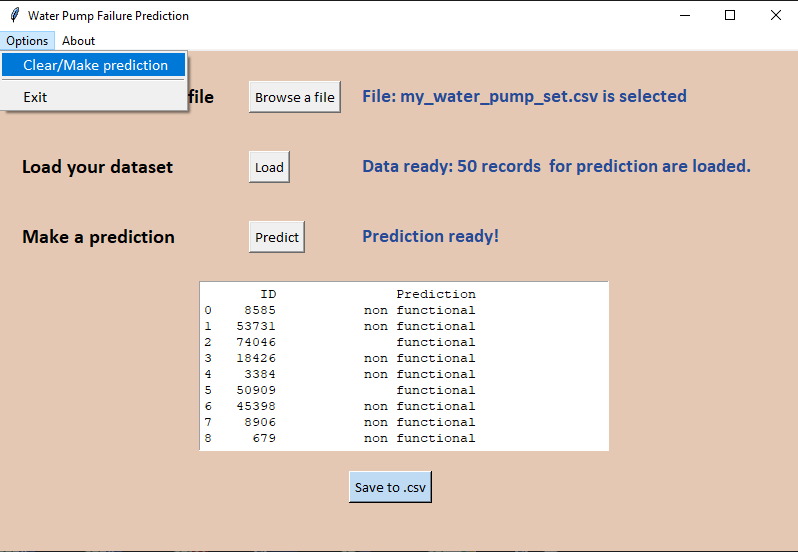 Water Pump Failure Prediction
Options About
Clear/Make prediction
Exit
file Browse a file File: my_water_pump_set.csv is selected
Load your dataset Load Data ready: 50 records  for prediction are loaded.
Make a prediction Predict Prediction ready!
ID Prediction
0 8585 non functional
1 53731 non functional
2 74046 functional
3 18426 non functional
4 3384 non functional
5 50909 functional
6 45398 non functional
7 8906 non functional
8 679 non functional
Save to .csv